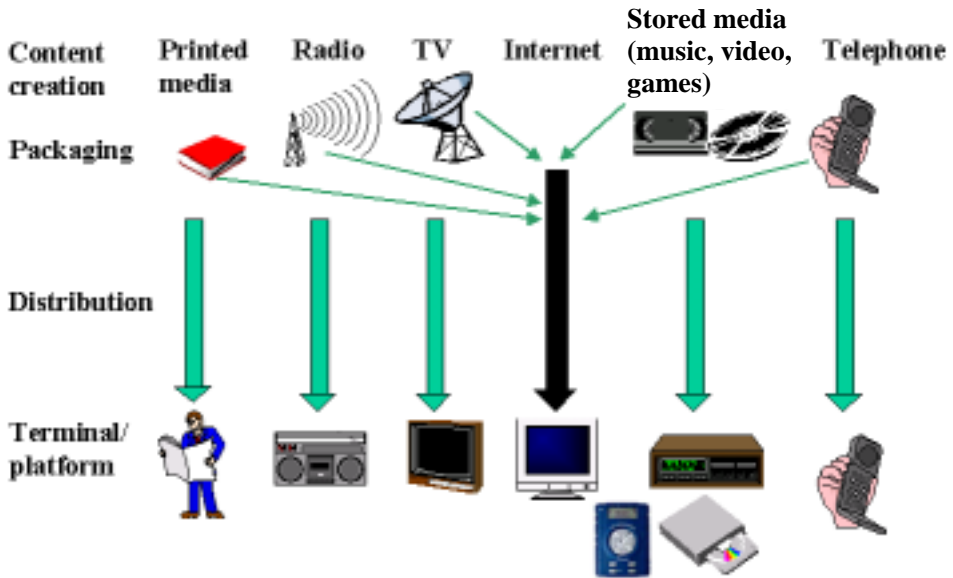 Content
creation
Printed
media
Radio
TV
Internet
Stored media
(music, video,
games)
Telephone
Packaging
Distribution
Terminal/
platform